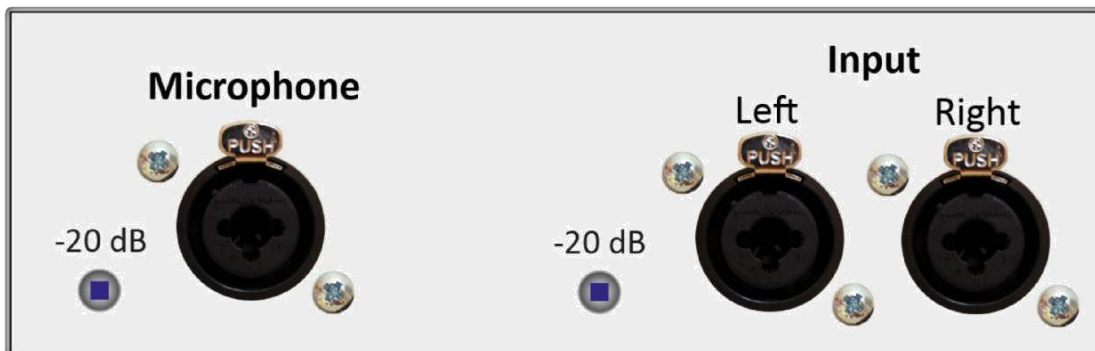 Microphone
PUSH
-20 dB
Input
Left
Right
PUSH
PUSH
-20 dB